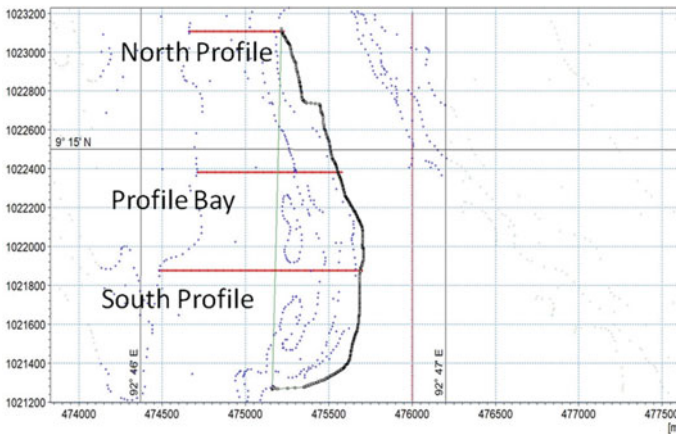 1023200
North Profile
1023000
1022800
1022600
9° 15' N
1022400
Profile Bay
1022200
1022000
1021800
South Profile
1021600
1021400
92° 46' E
92° 47' E
1021200
474000 474500 475000 475500 476000 476500 477000 47750
[m